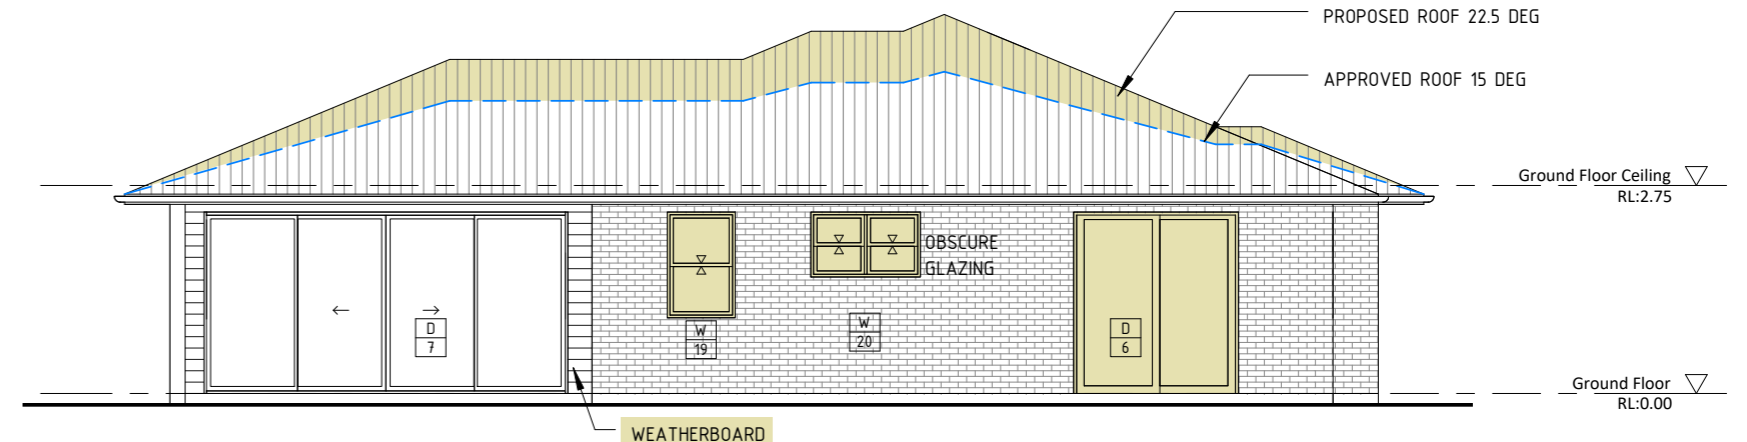 PROPOSED ROOF 22.5 DEG
APPROVED ROOF 15 DEG
Ground Floor Ceiling
RL:2.75
OBSCURE
GLAZING
D
7
W
19
W
20
D
6
Ground Floor
RL:0.00
WEATHERBOARD